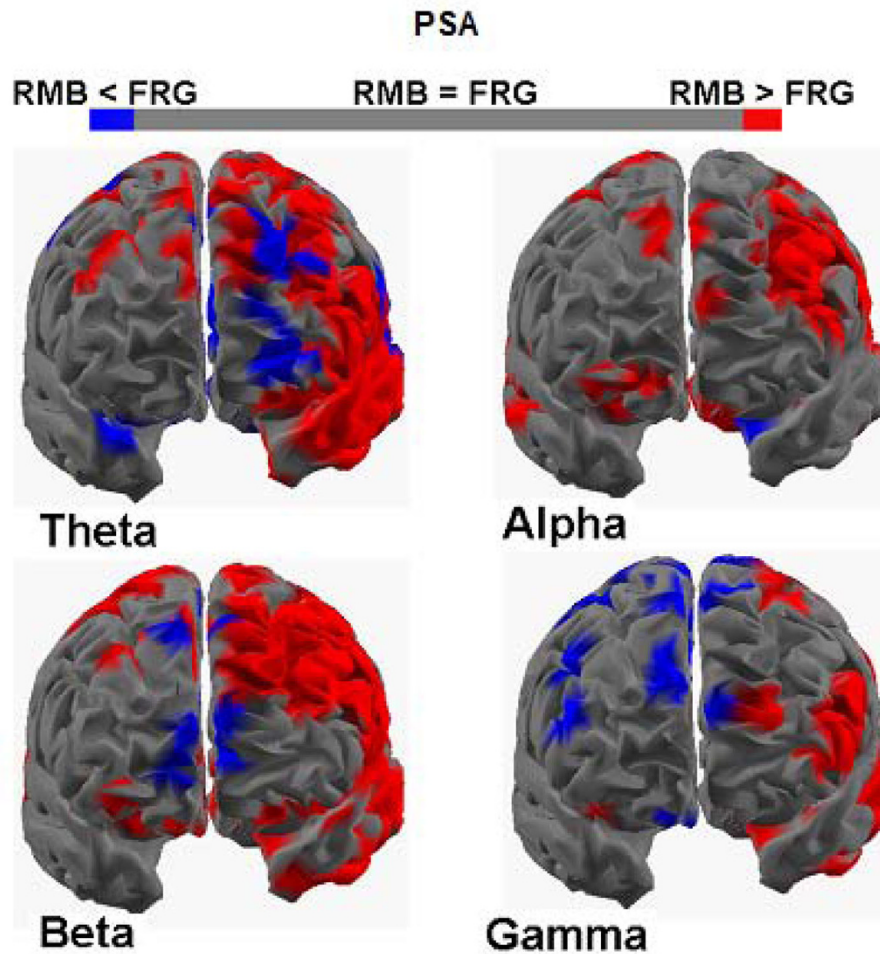 PSA
RMB < FRG RMB = FRG RMB > FRG
Theta Alpha
Beta Gamma